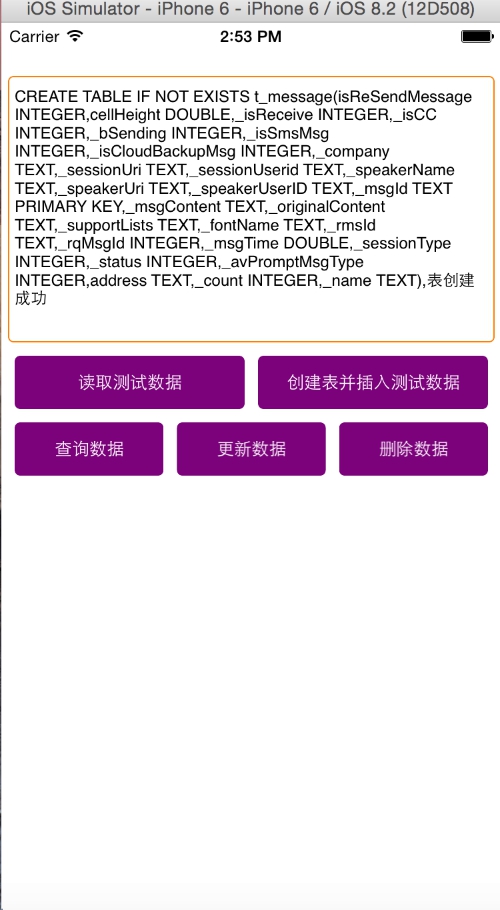 iOS Simulator - iPhone 6 - iPhone 6 / iOS 8.2 (12D508)
Carrier 2:53 PM
CREATE TABLE IF NOT EXISTS t_message(isReSendMessage
INTEGER,cellHeight DOUBLE,_isReceive INTEGER,_isCC
INTEGER,_bSending INTEGER,_isSmsMsg
INTEGER,_isCloudBackupMsg INTEGER,_company
TEXT,_sessionUri TEXT,_sessionUserid TEXT,_speakerName
TEXT,_speakerUri TEXT,_speakerUserID TEXT,_msgId TEXT
PRIMARY KEY,_msgContent TEXT,_originalContent
TEXT,_supportLists TEXT,_fontName TEXT,_rmsId
TEXT,_rqMsgId INTEGER,_msgTime DOUBLE,_sessionType
INTEGER,_status INTEGER,_avPromptMsgType
INTEGER,address TEXT,_count INTEGER,_name TEXT),表创建
成功
读取测试数据 创建表并插入测试数据
查询数据 更新数据 删除数据